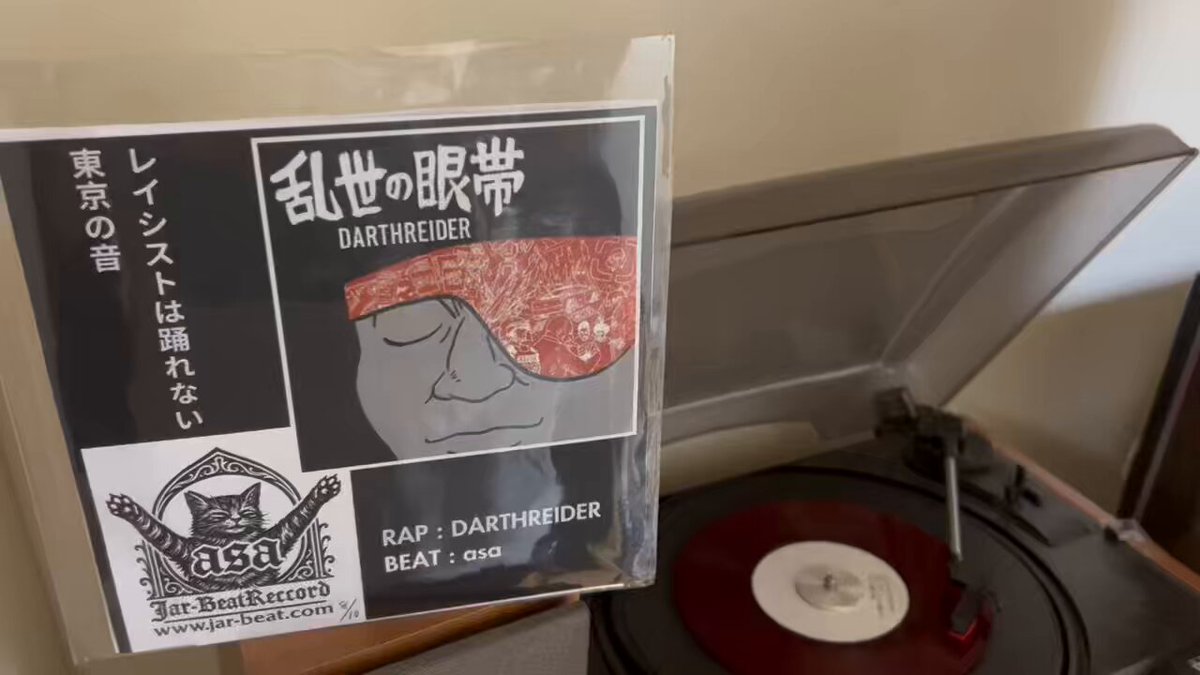 レイシストは踊れない
東京の音
乱世の眼帯
DARTHREIDER
RAP : DARTHREIDER
BEAT : asa
asa
Jar-BeatReccord
www.jar-beat.com